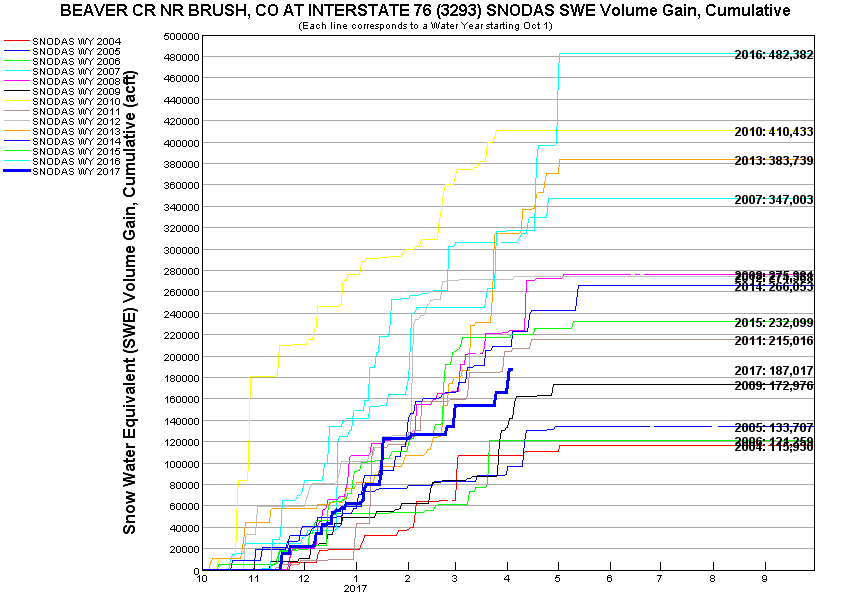 BEAVER CR NR BRUSH, CO AT INTERSTATE 76 (3293) SNODAS SWE Volume Gain, Cumulative
(Each line corresponds to a Water Year starting Oct 1)
SNODAS WY 2004
SNODAS WY 2005
SNODAS WY 2006
SNODAS WY 2007
SNODAS WY 2008
SNODAS WY 2009
SNODAS WY 2010
SNODAS WY 2011
SNODAS WY 2012
SNODAS WY 2013
SNODAS WY 2014
SNODAS WY 2015
SNODAS WY 2016
SNODAS WY 2017
Snow Water Equivalent (SWE) Volume Gain, Cumulative (acft)
500000
480000
460000
440000
420000
400000
380000
360000
340000
320000
300000
280000
260000
240000
220000
200000
180000
160000
140000
120000
100000
80000
60000
40000
20000
0
2016: 482,382
2010: 410,433
2013: 383,739
2007: 347,003
2014: 266,053
2015: 232,099
2011: 215,016
2017: 187,017
2009: 172,976
2005: 133,707
2006: 121,259
2004: 115,930
10 11 12 1 2 3 4 5 6 7 8 9
2017